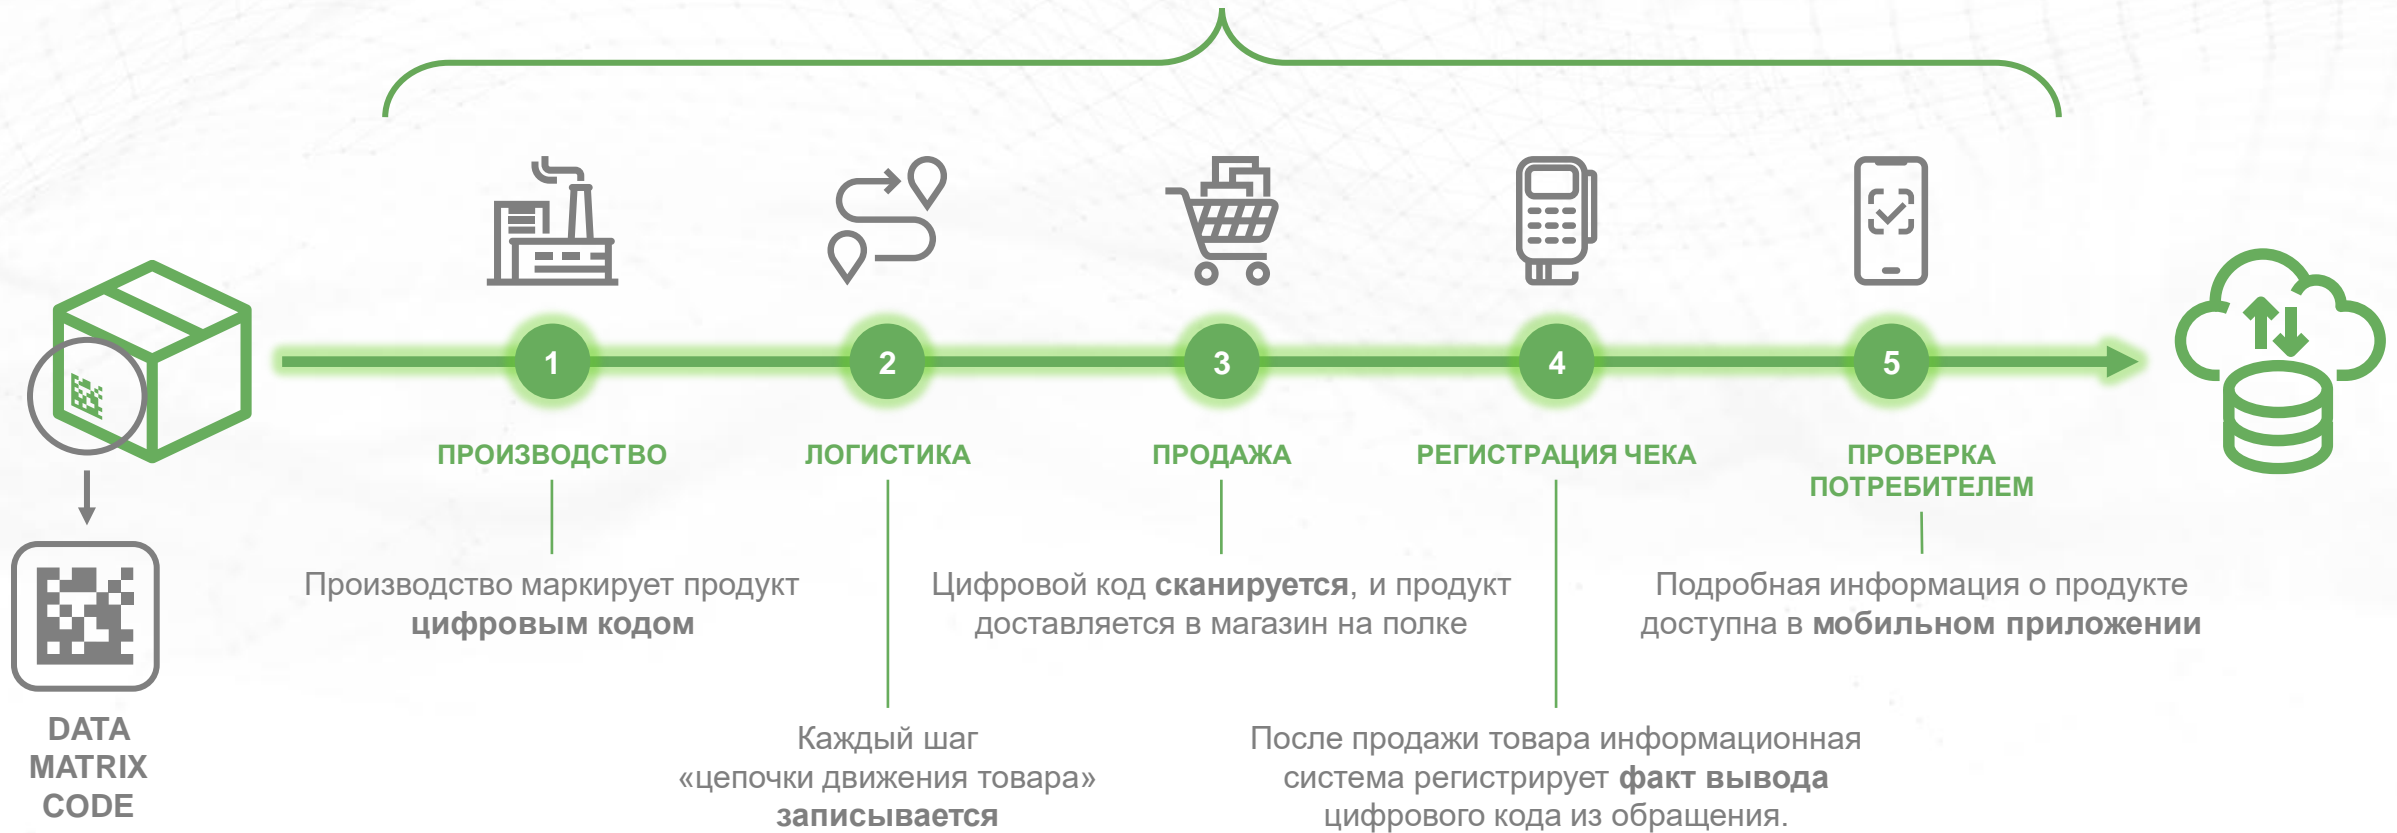 1
2
3
4
5
ПРОИЗВОДСТВО
ЛОГИСТИКА
ПРОДАЖА
РЕГИСТРАЦИЯ ЧЕКА
ПРОВЕРКА
ПОТРЕБИТЕЛЕМ
Производство маркирует продукт
цифровым кодом
Каждый шаг
«цепочки движения товара»
записывается
Цифровой код сканируется, и продукт
доставляется в магазин на полке
После продажи товара информационная
система регистрирует факт вывода
цифрового кода из обращения.
Подробная информация о продукте
доступна в мобильном приложении
DATA
MATRIX
CODE